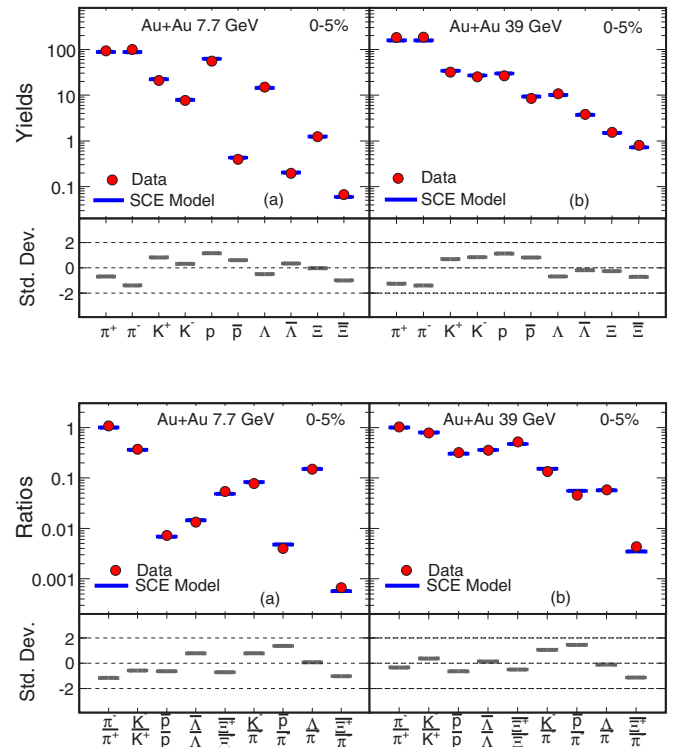 Au+Au 7.7 GeV 0-5%
Au+Au 39 GeV 0-5%
Yields
100
10
1
0.1
Data
SCE Model
(a)
Data
SCE Model
(b)
Std. Dev.
2
0
-2
π⁺ π⁻ K⁺ K⁻ p p̅ Λ Λ̅ Ξ Ξ̅
π⁺ π⁻ K⁺ K⁻ p p̅ Λ Λ̅ Ξ Ξ̅
Au+Au 7.7 GeV 0-5%
Au+Au 39 GeV 0-5%
Ratios
1
0.1
0.01
0.001
Data
SCE Model
(a)
Data
SCE Model
(b)
Std. Dev.
2
0
-2
π⁻ K⁻ p̅ Λ̅ Ξ̅⁺ K⁻ p̅ Λ Ξ̅⁺
π⁺ K⁺ p Λ Ξ⁻ π⁻ π⁻ π⁻ π⁻
π⁻ K⁻ p̅ Λ̅ Ξ̅⁺ K⁻ p̅ Λ Ξ̅⁺
π⁺ K⁺ p Λ Ξ⁻ π⁻ π⁻ π⁻ π⁻